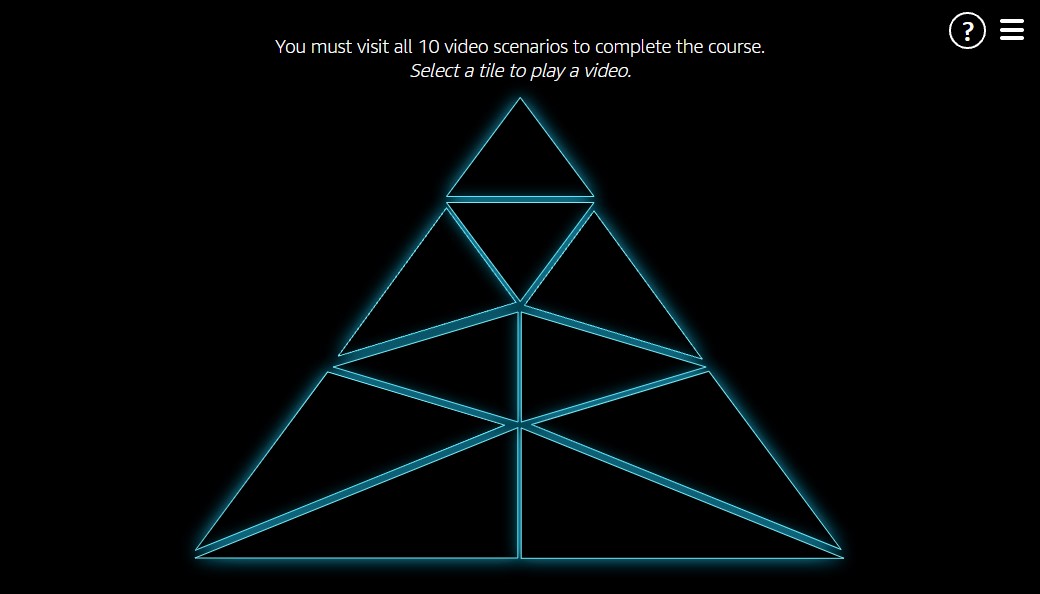 You must visit all 10 video scenarios to complete the course.
Select a tile to play a video.
?